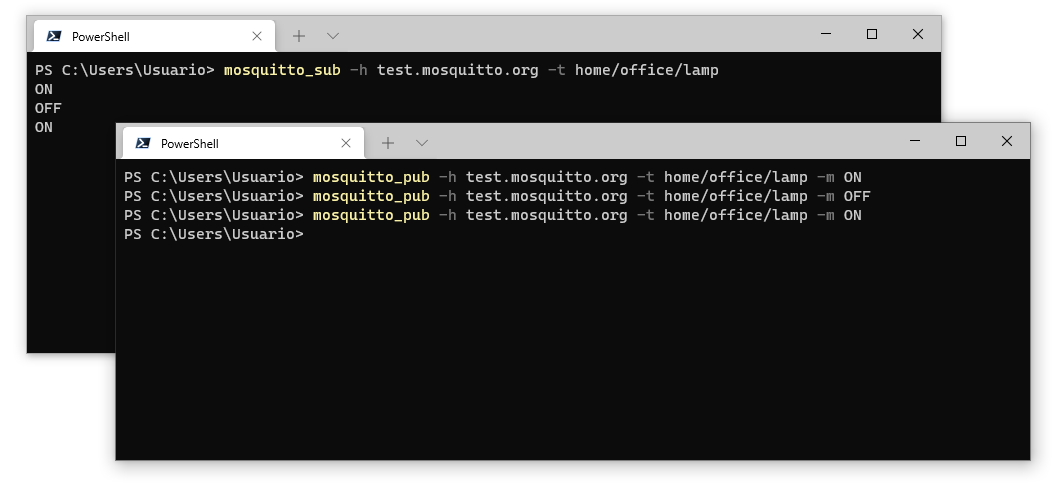 PowerShell
PS C:\Users\Usuario> mosquitto_sub -h test.mosquitto.org -t home/office/lamp
ON
OFF
ON
PowerShell
PS C:\Users\Usuario> mosquitto_pub -h test.mosquitto.org -t home/office/lamp -m ON
PS C:\Users\Usuario> mosquitto_pub -h test.mosquitto.org -t home/office/lamp -m OFF
PS C:\Users\Usuario> mosquitto_pub -h test.mosquitto.org -t home/office/lamp -m ON
PS C:\Users\Usuario>